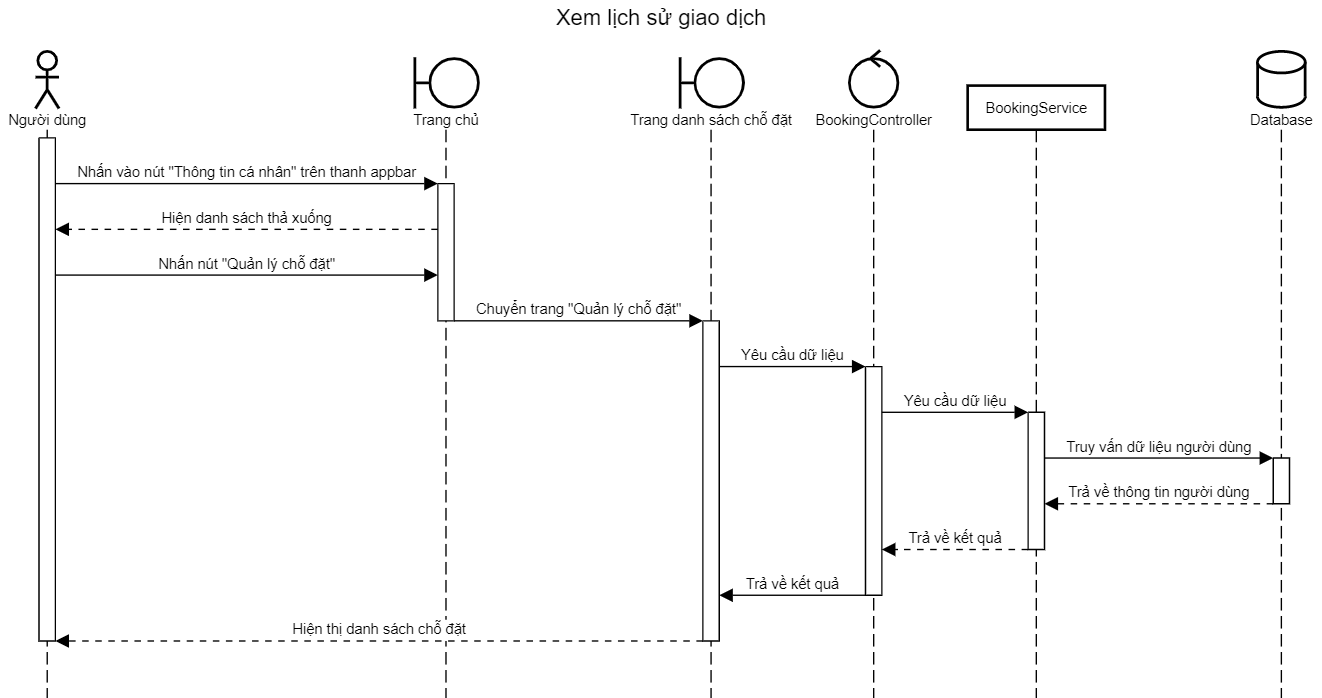 Xem lịch sử giao dịch
Người dùng
Trang chủ
Trang danh sách chỗ đặt
BookingController
BookingService
Database
Nhấn vào nút "Thông tin cá nhân" trên thanh appbar
Hiện danh sách thả xuống
Nhấn nút "Quản lý chỗ đặt"
Chuyển trang "Quản lý chỗ đặt"
Yêu cầu dữ liệu
Yêu cầu dữ liệu
Truy vấn dữ liệu người dùng
Trả về thông tin người dùng
Trả về kết quả
Trả về kết quả
Hiện thị danh sách chỗ đặt